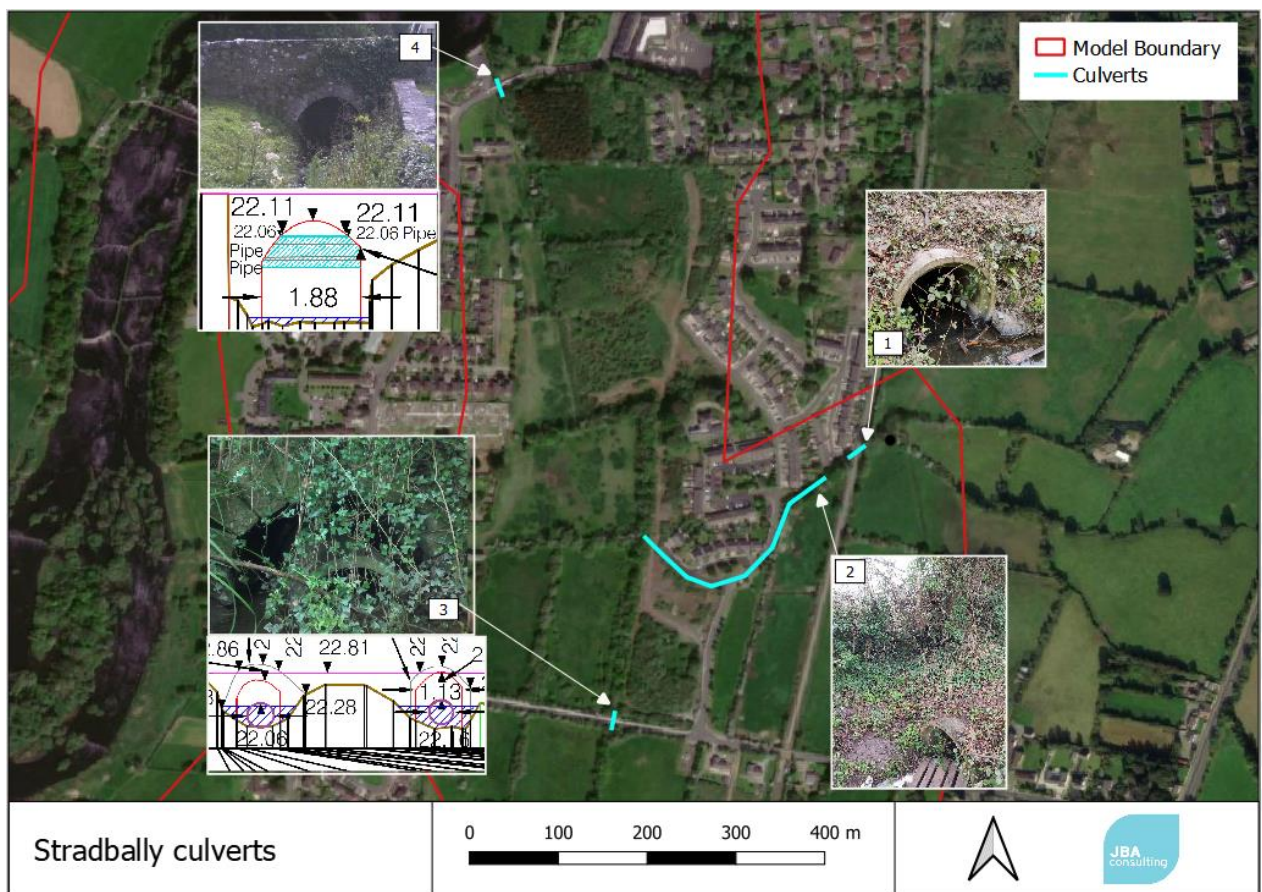 4
Model Boundary
Culverts
22.11 22.11
22.06 22.06 Pipe
Pipe
Pipe
1.88
1
3
2
.86 22.81
1.13
22.28
22.06
Stradbally culverts
0 100 200 300 400 m
JBA
consulting